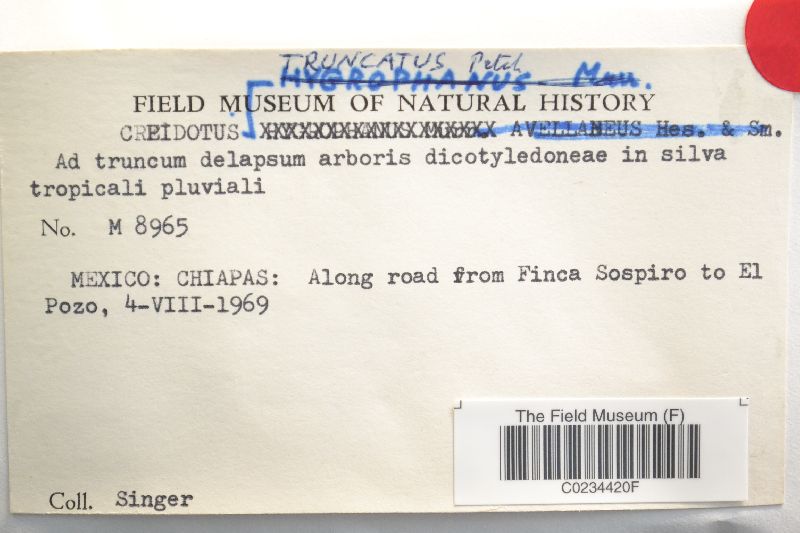 TRUNCATUS Petch
HYGROPHANUS Murr.
FIELD MUSEUM OF NATURAL HISTORY
CREIDOTUS AVELLANEUS Hes. & Sm.
Ad truncum delapsum arboris dicotyledoneae in silva
tropicali pluviali
No. M 8965
MEXICO: CHIAPAS: Along road from Finca Sospiro to El
Pozo, 4-VIII-1969
The Field Museum (F)
C0234420F
Coll. Singer